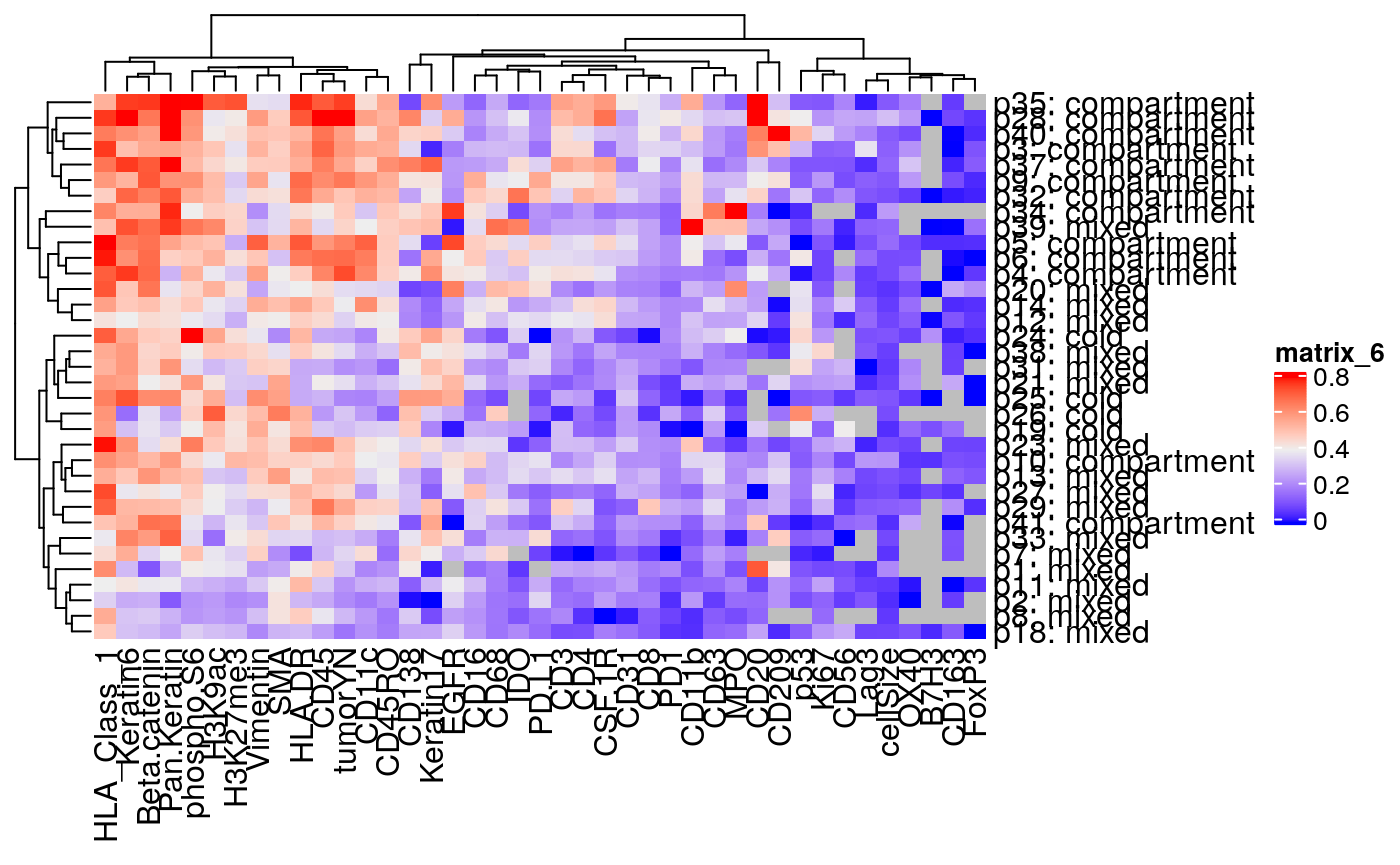 p35: compartment
p28: compartment
p40: compartment
p3: compartment
p37: compartment
p9: compartment
p32: compartment
p34: compartment
p39: mixed
p5: compartment
p6: compartment
p4: compartment
p20: mixed
p14: mixed
p12: mixed
p24: cold
p38: mixed
p31: mixed
p21: mixed
p25: cold
p26: cold
p19: cold
p23: mixed
p10: compartment
p13: mixed
p27: mixed
p29: mixed
p41: compartment
p33: mixed
p7: mixed
p1: mixed
p11: mixed
p2: mixed
p8: mixed
p18: mixed
matrix_6
0.8
0.6
0.4
0.2
0
HLA_Class_1
Keratin6
Beta.catenin
Pan.Keratin
phospho.S6
H3K9ac
H3K27me3
Vimentin
SMA
HLA.DR
CD45
tumorYN
CD11c
CD45RO
CD138
Keratin17
EGFR
CD16
CD68
IDO
PD.L1
CD3
CD4
CSF.1R
CD31
CD8
PD1
CD11b
CD63
MPO
CD20
CD209
p53
Ki67
CD56
Lag3
cellSize
OX40
B7H3
CD163
FoxP3